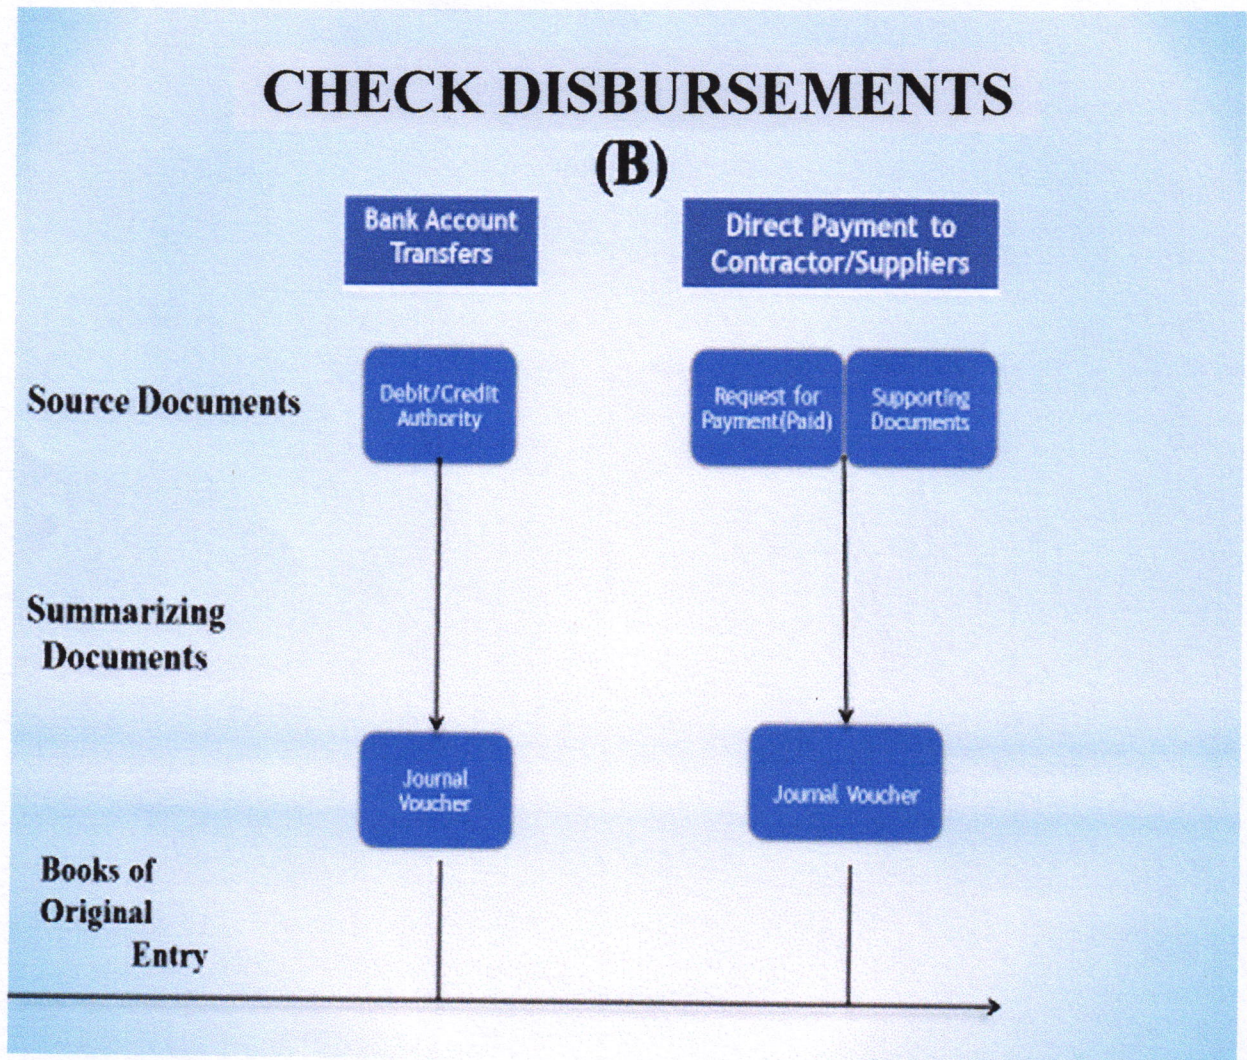 CHECK DISBURSEMENTS
(B)
Bank Account
Transfers
Direct Payment to
Contractor/Suppliers
Source Documents
Debit/Credit
Authority
Request for
Payment(Paid)
Supporting
Documents
Summarizing
Documents
Journal
Voucher
Journal Voucher
Books of
Original
Entry